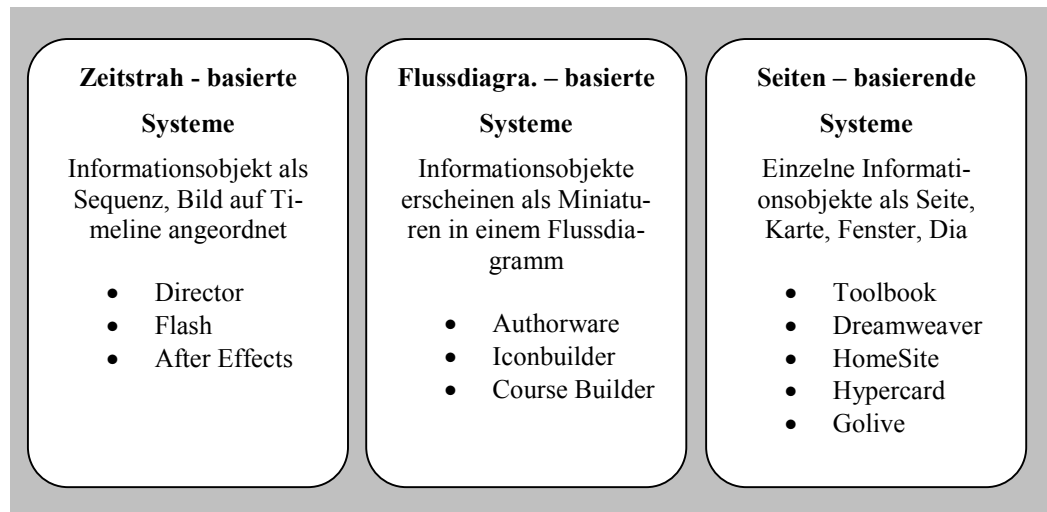 Zeitstrah - basierte
Systeme
Informationsobjekt als
Sequenz, Bild auf Ti-
meline angeordnet
• Director
• Flash
• After Effects
Flussdiagra. – basierte
Systeme
Informationsobjekte
erscheinen als Miniatu-
ren in einem Flussdia-
gramm
• Authorware
• Iconbuilder
• Course Builder
Seiten – basierende
Systeme
Einzelne Informati-
onsobjekte als Seite,
Karte, Fenster, Dia
• Toolbook
• Dreamweaver
• HomeSite
• Hypercard
• Golive